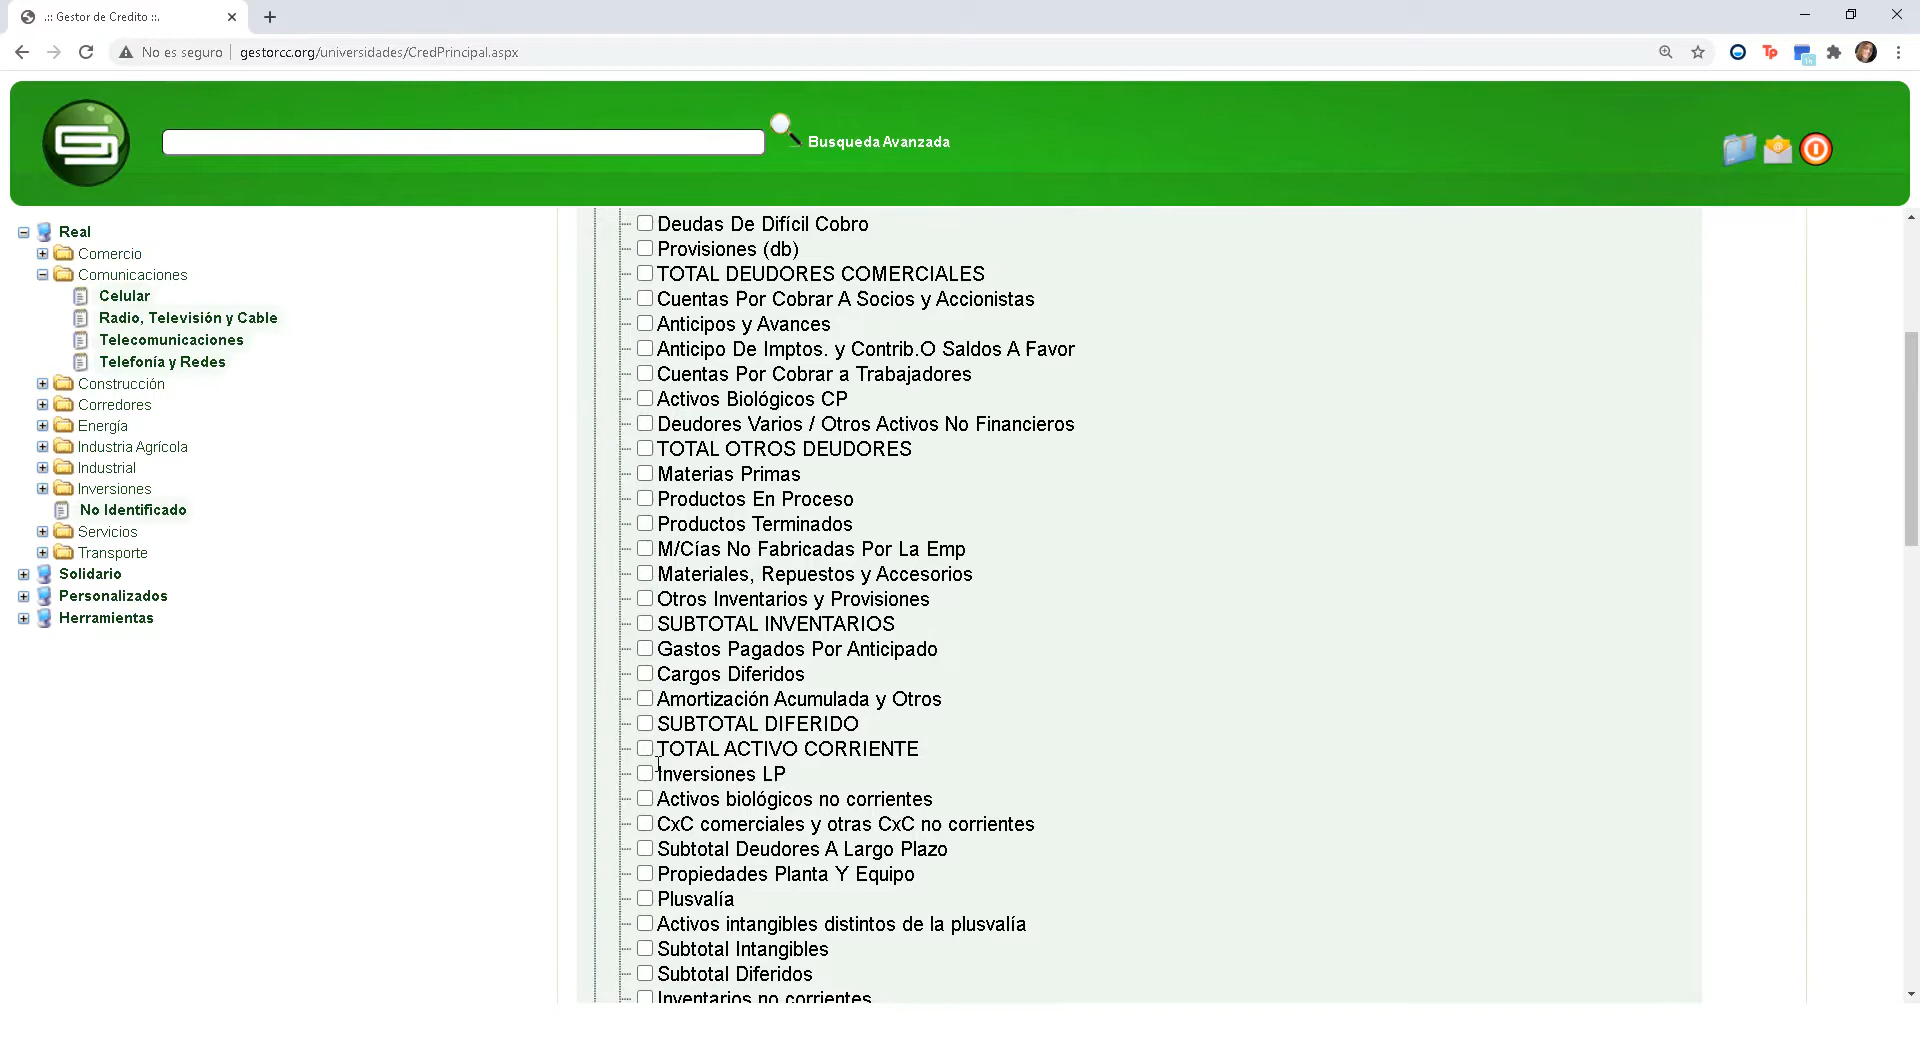 .:: Gestor de Credito ::.
No es seguro
gestorcc.org/universidades/CredPrincipal.aspx
Tp
Busqueda Avanzada
Real
Comercio
Comunicaciones
Celular
Radio, Televisión y Cable
Telecomunicaciones
Telefonía y Redes
Construcción
Corredores
Energía
Industria Agrícola
Industrial
Inversiones
No Identificado
Servicios
Transporte
Solidario
Personalizados
Herramientas
Deudas De Difícil Cobro
Provisiones (db)
TOTAL DEUDORES COMERCIALES
Cuentas Por Cobrar A Socios y Accionistas
Anticipos y Avances
Anticipo De Imptos. y Contrib.O Saldos A Favor
Cuentas Por Cobrar a Trabajadores
Activos Biológicos CP
Deudores Varios / Otros Activos No Financieros
TOTAL OTROS DEUDORES
Materias Primas
Productos En Proceso
Productos Terminados
M/Cías No Fabricadas Por La Emp
Materiales, Repuestos y Accesorios
Otros Inventarios y Provisiones
SUBTOTAL INVENTARIOS
Gastos Pagados Por Anticipado
Cargos Diferidos
Amortización Acumulada y Otros
SUBTOTAL DIFERIDO
TOTAL ACTIVO CORRIENTE
Inversiones LP
Activos biológicos no corrientes
CxC comerciales y otras CxC no corrientes
Subtotal Deudores A Largo Plazo
Propiedades Planta Y Equipo
Plusvalía
Activos intangibles distintos de la plusvalía
Subtotal Intangibles
Subtotal Diferidos
Inventarios no corrientes